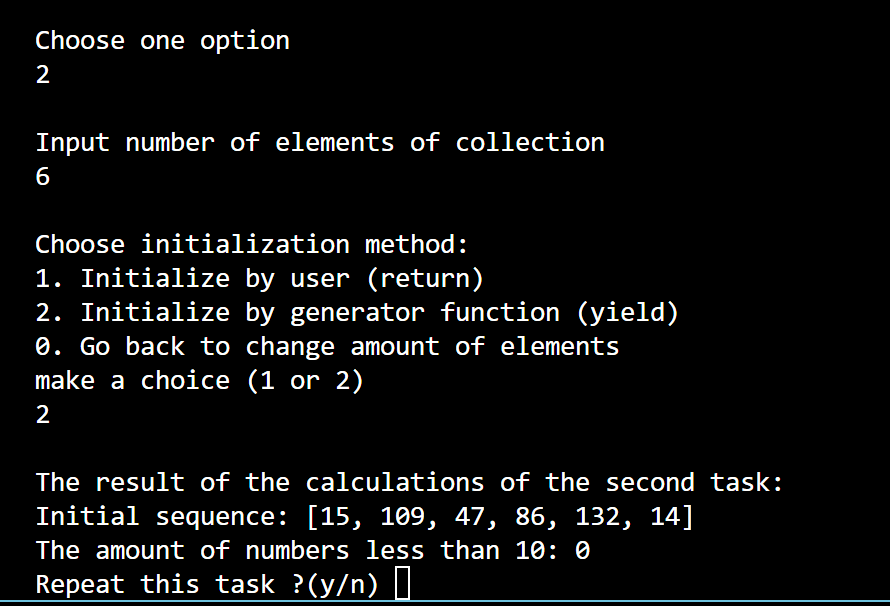 Choose one option
2
Input number of elements of collection
6
Choose initialization method:
1. Initialize by user (return)
2. Initialize by generator function (yield)
0. Go back to change amount of elements
make a choice (1 or 2)
2
The result of the calculations of the second task:
Initial sequence: [15, 109, 47, 86, 132, 14]
The amount of numbers less than 10: 0
Repeat this task ?(y/n)